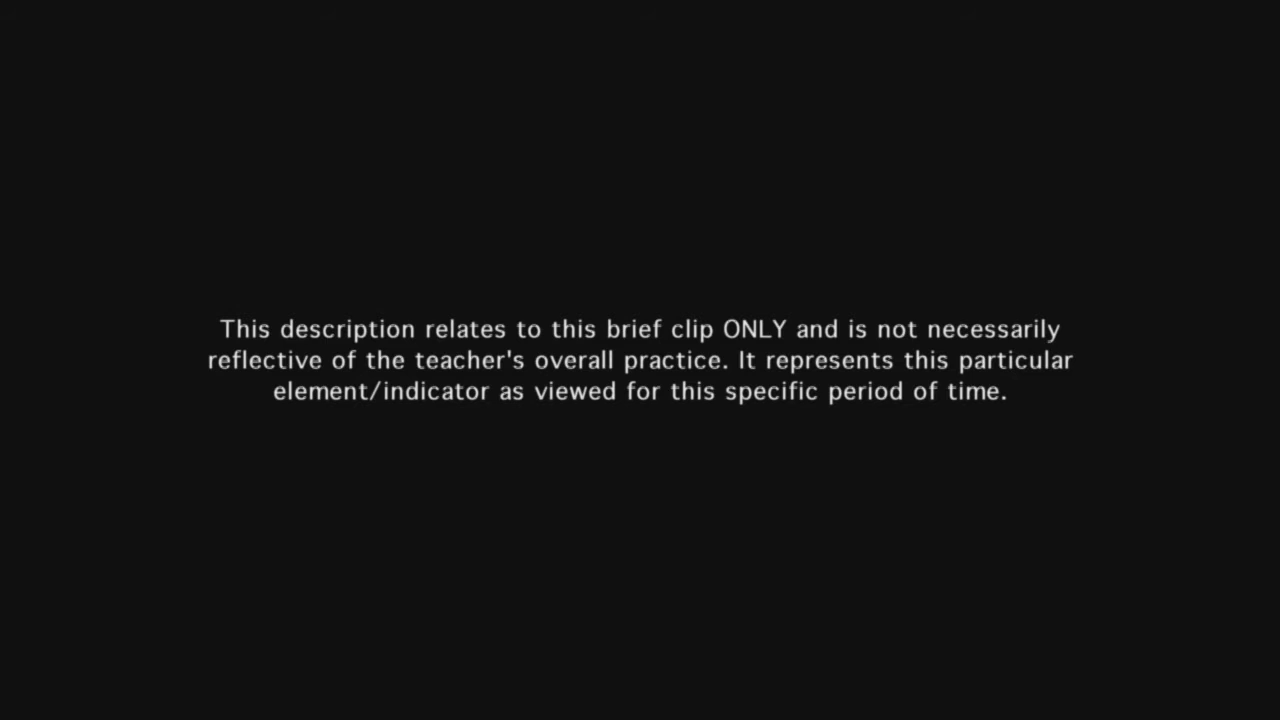 This description relates to this brief clip ONLY and is not necessarily
reflective of the teacher's overall practice. It represents this particular
element/indicator as viewed for this specific period of time.